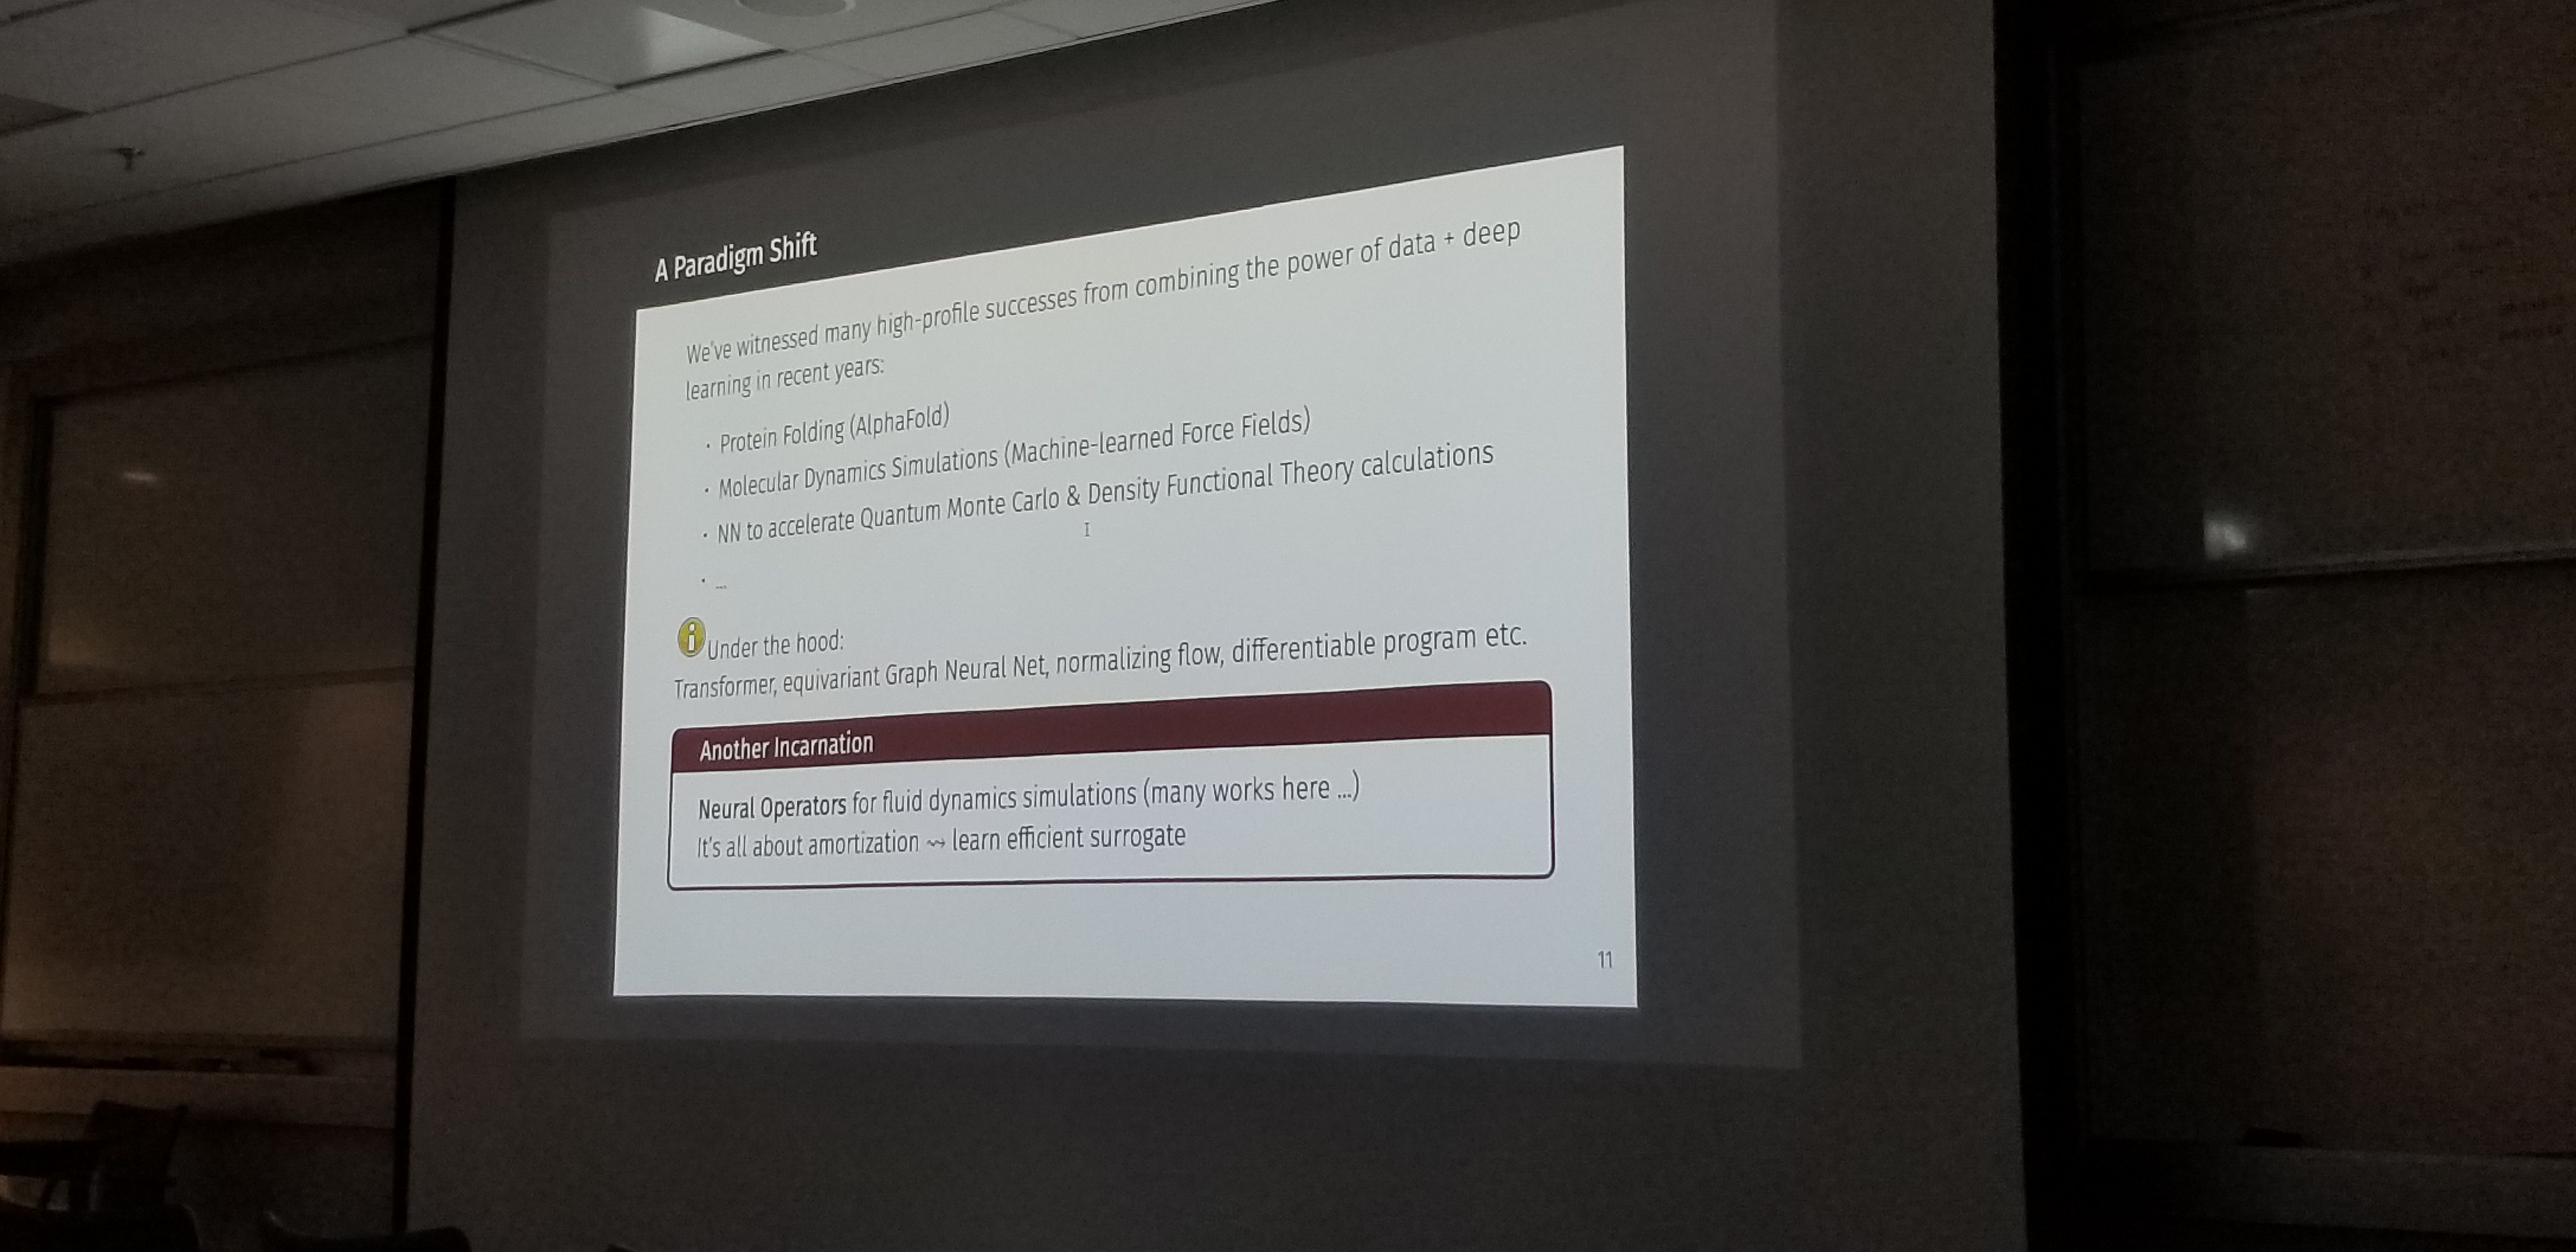 A Paradigm Shift
We've witnessed many high-profile successes from combining the power of data + deep
learning in recent years:
· Protein Folding (AlphaFold)
· Molecular Dynamics Simulations (Machine-learned Force Fields)
· NN to accelerate Quantum Monte Carlo & Density Functional Theory calculations
· ...
i Under the hood:
Transformer, equivariant Graph Neural Net, normalizing flow, differentiable program etc.
Another Incarnation
Neural Operators for fluid dynamics simulations (many works here ...)
It's all about amortization ⇝ learn efficient surrogate
11